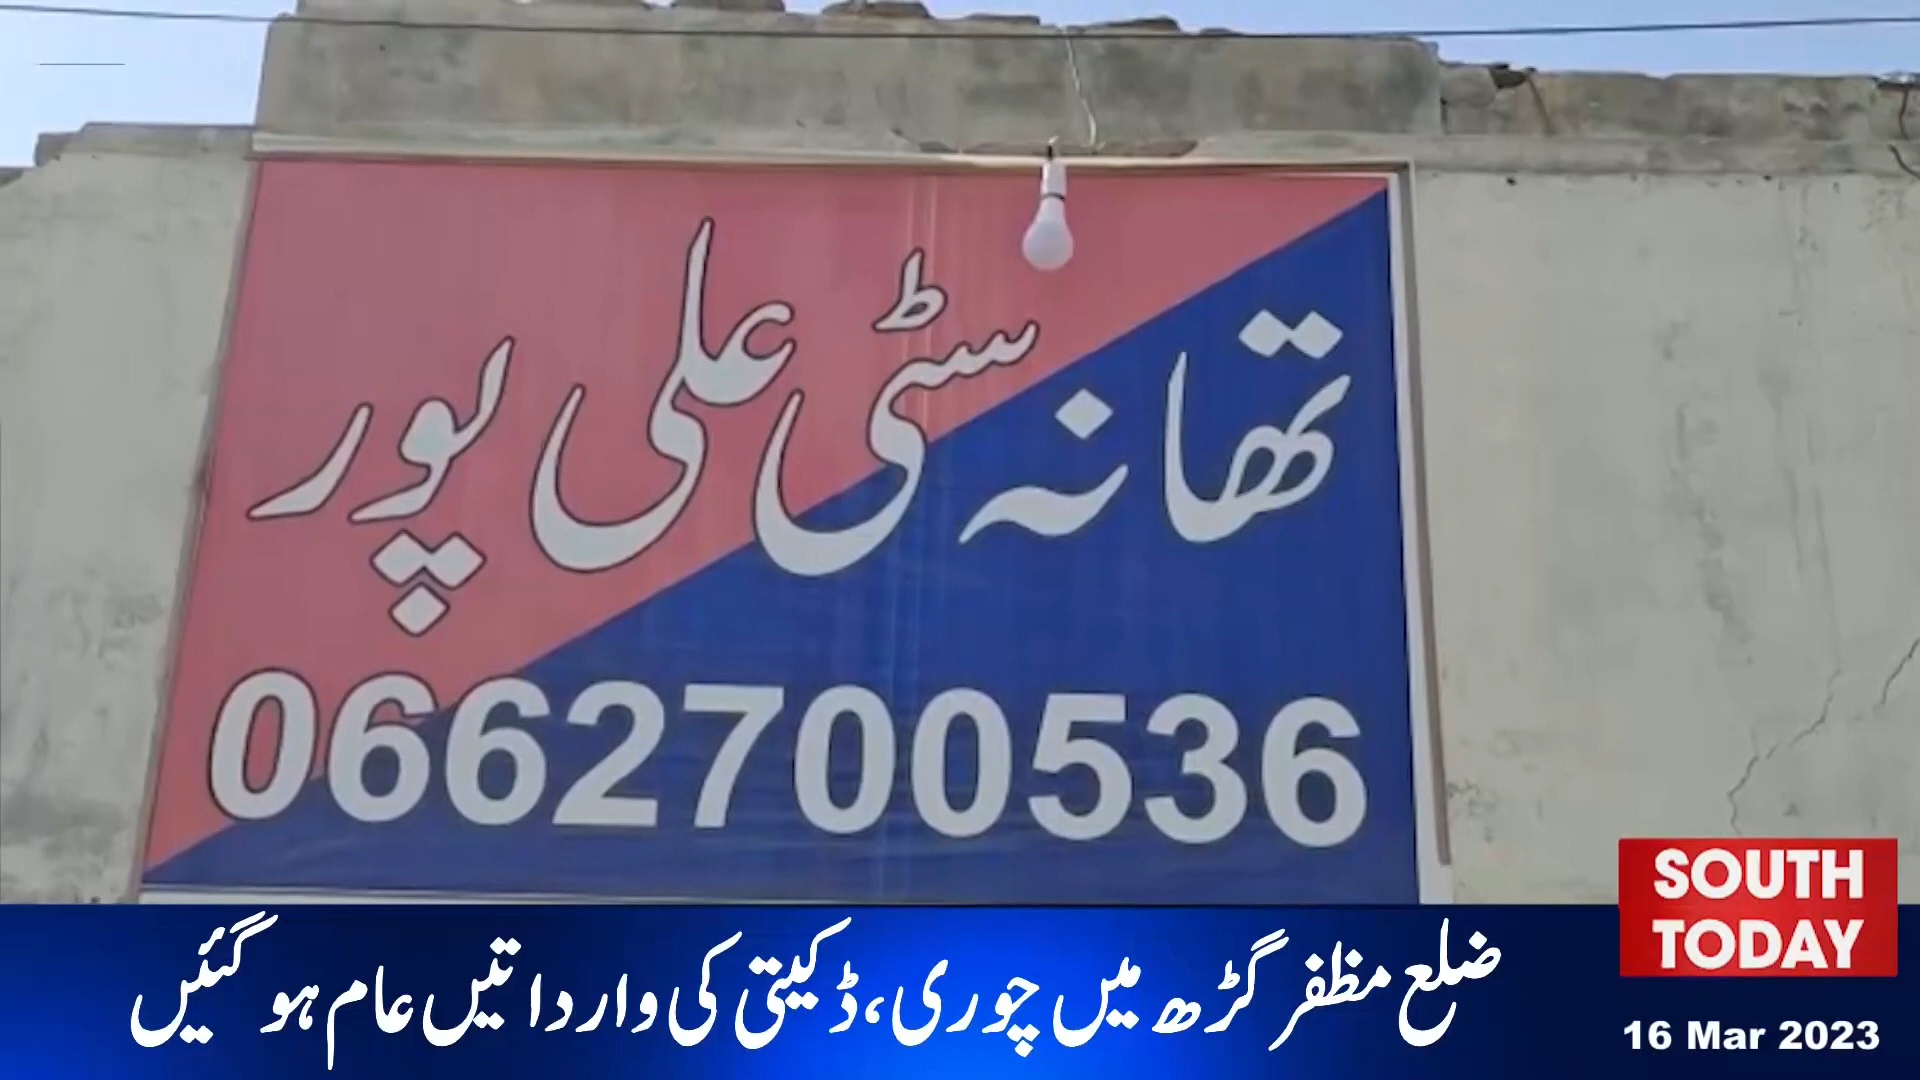 تھانہ سٹی علی پور
0662700536
ضلع مظفر گڑھ میں چوری، ڈکیتی کی وارداتیں عام ہو گئیں
SOUTH
TODAY
16 Mar 2023